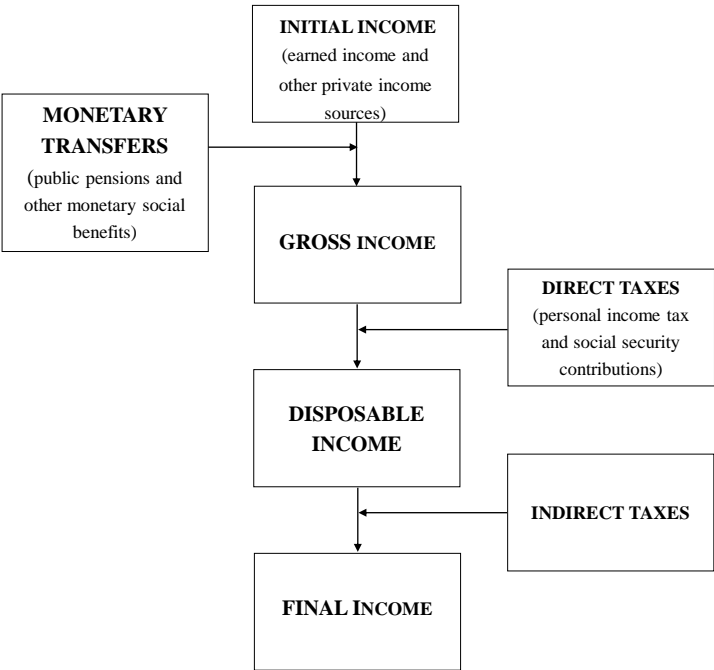 INITIAL INCOME
(earned income and
other private income
sources)
MONETARY
TRANSFERS
(public pensions and
other monetary social
benefits)
GROSS INCOME
DIRECT TAXES
(personal income tax
and social security
contributions)
DISPOSABLE
INCOME
INDIRECT TAXES
FINAL INCOME